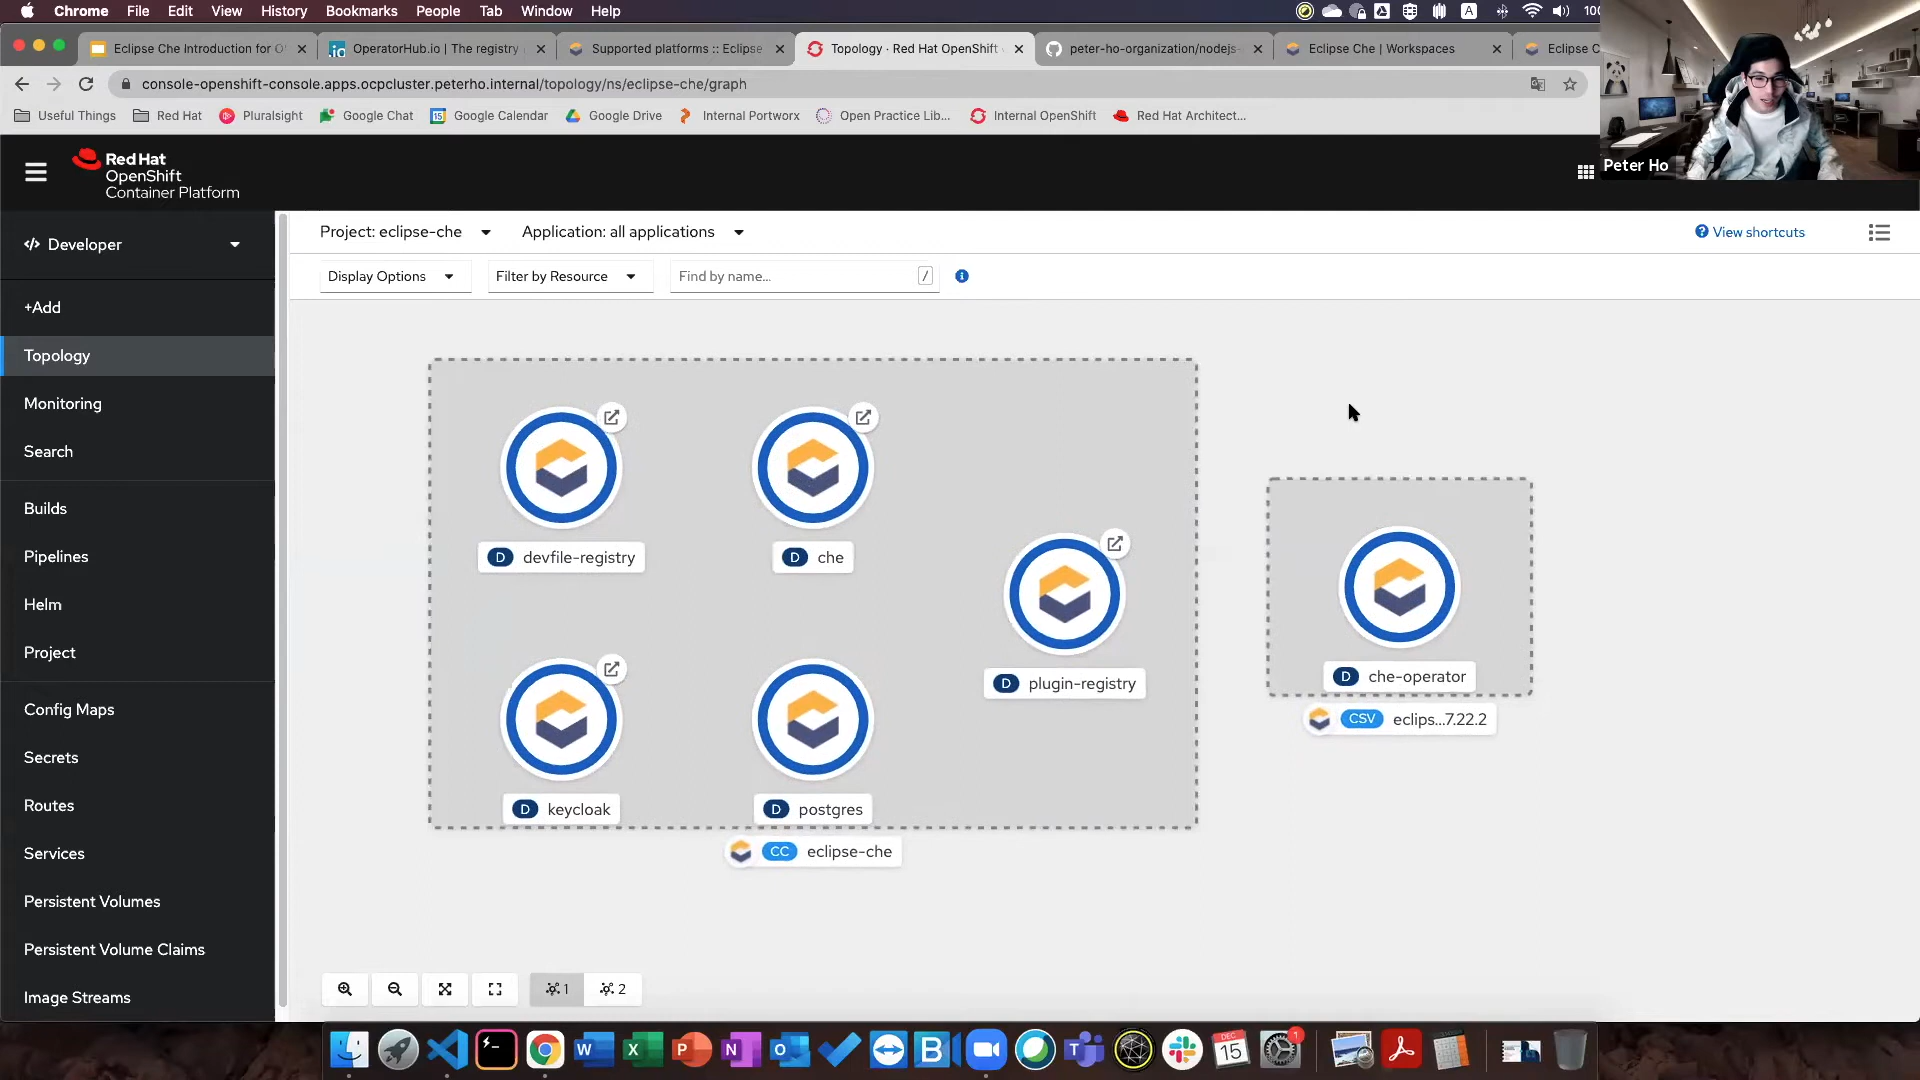 Chrome File Edit View History Bookmarks People Tab Window Help
A
Eclipse Che Introduction for O
OperatorHub.io | The registry
Supported platforms :: Eclipse
Topology · Red Hat OpenShift
peter-ho-organization/nodejs-
Eclipse Che | Workspaces
Eclipse C
console-openshift-console.apps.ocpcluster.peterho.internal/topology/ns/eclipse-che/graph
Useful Things
Red Hat
Pluralsight
Google Chat
Google Calendar
Google Drive
Internal Portworx
Open Practice Lib...
Internal OpenShift
Red Hat Architect...
Peter Ho
Red Hat
OpenShift
Container Platform
</> Developer
Project: eclipse-che
Application: all applications
View shortcuts
Display Options
Filter by Resource
Find by name...
/
+Add
Topology
Monitoring
Search
Builds
Pipelines
Helm
Project
Config Maps
Secrets
Routes
Services
Persistent Volumes
Persistent Volume Claims
Image Streams
D devfile-registry
D che
D plugin-registry
D che-operator
CSV eclips...7.22.2
D keycloak
D postgres
CC eclipse-che
1
2
W
X
P
N
O
B
T
DEC
15
1